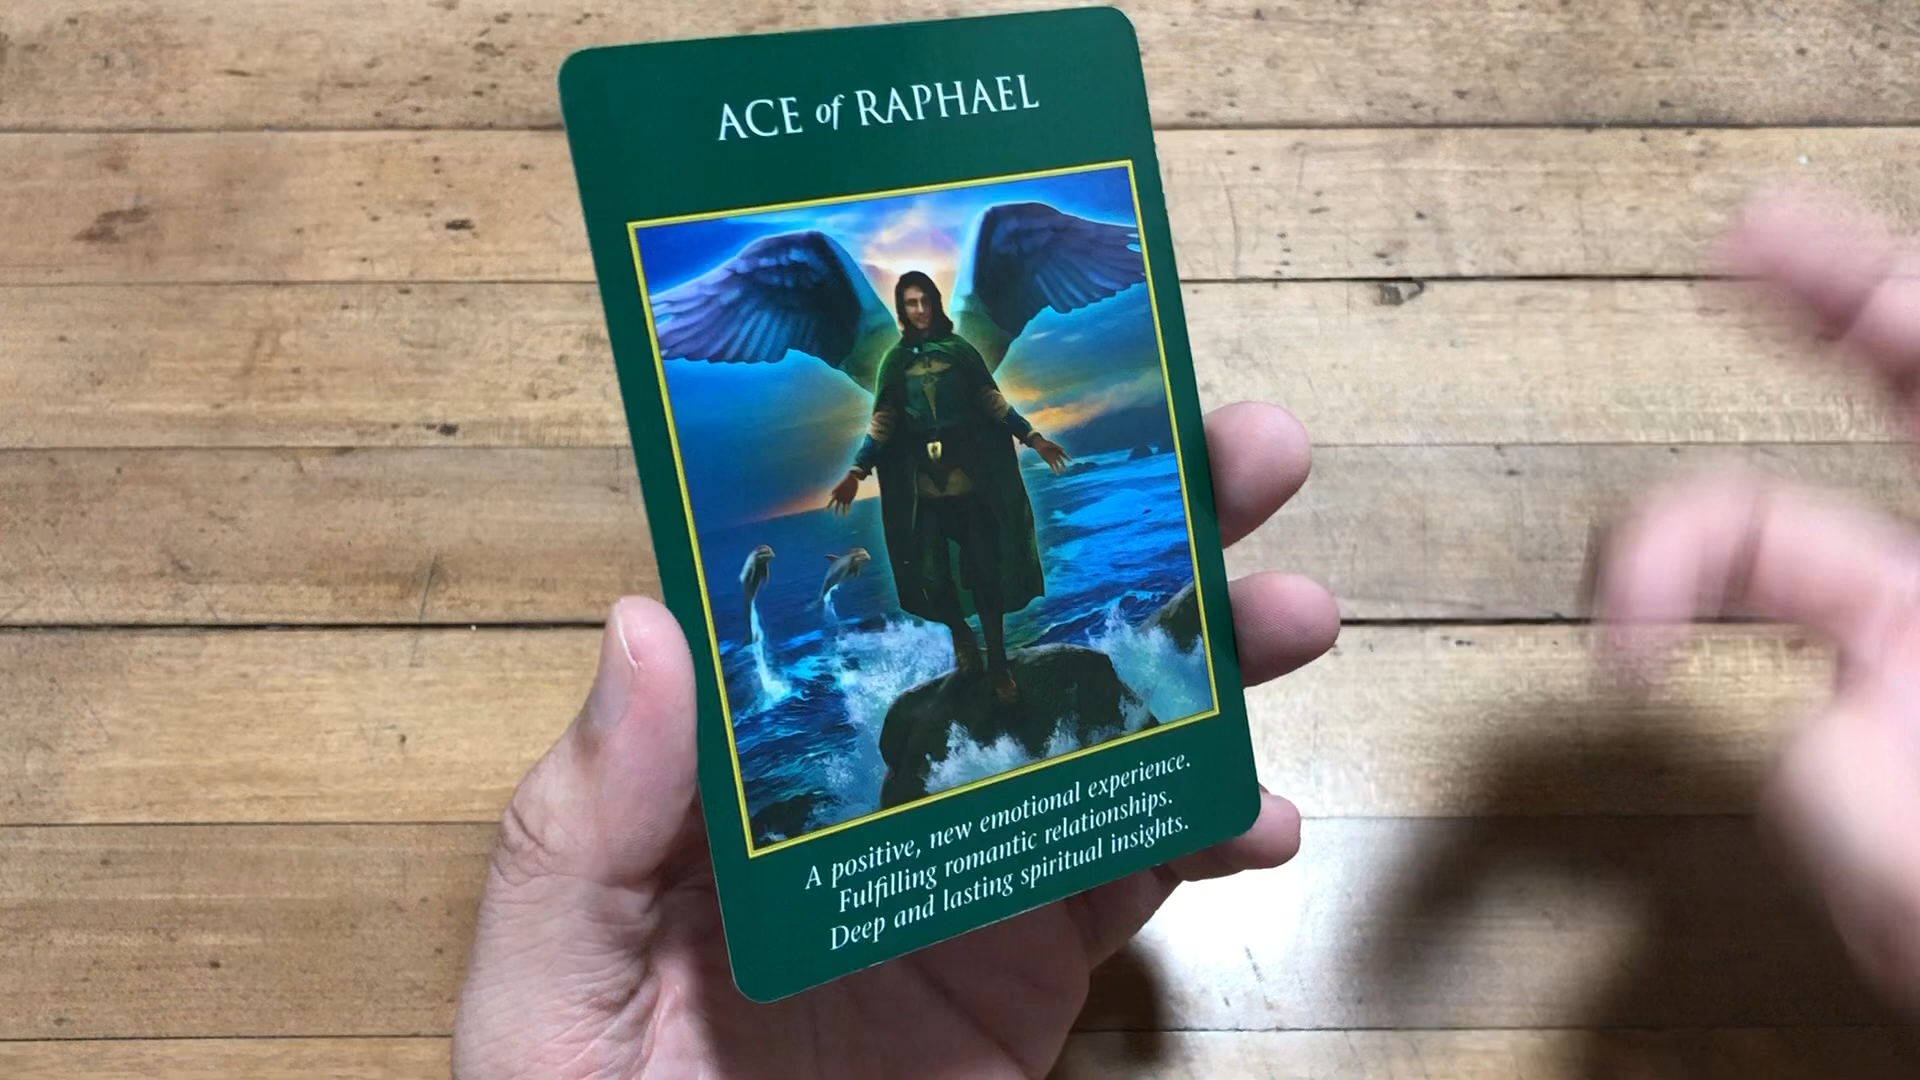 ACE of RAPHAEL
A positive, new emotional experience.
Fulfilling romantic relationships.
Deep and lasting spiritual insights.